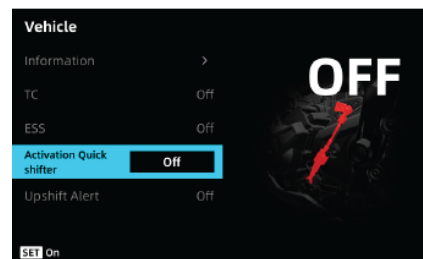 Vehicle
Information >
OFF
TC Off
ESS Off
Activation Quick
shifter Off
Upshift Alert Off
SET On